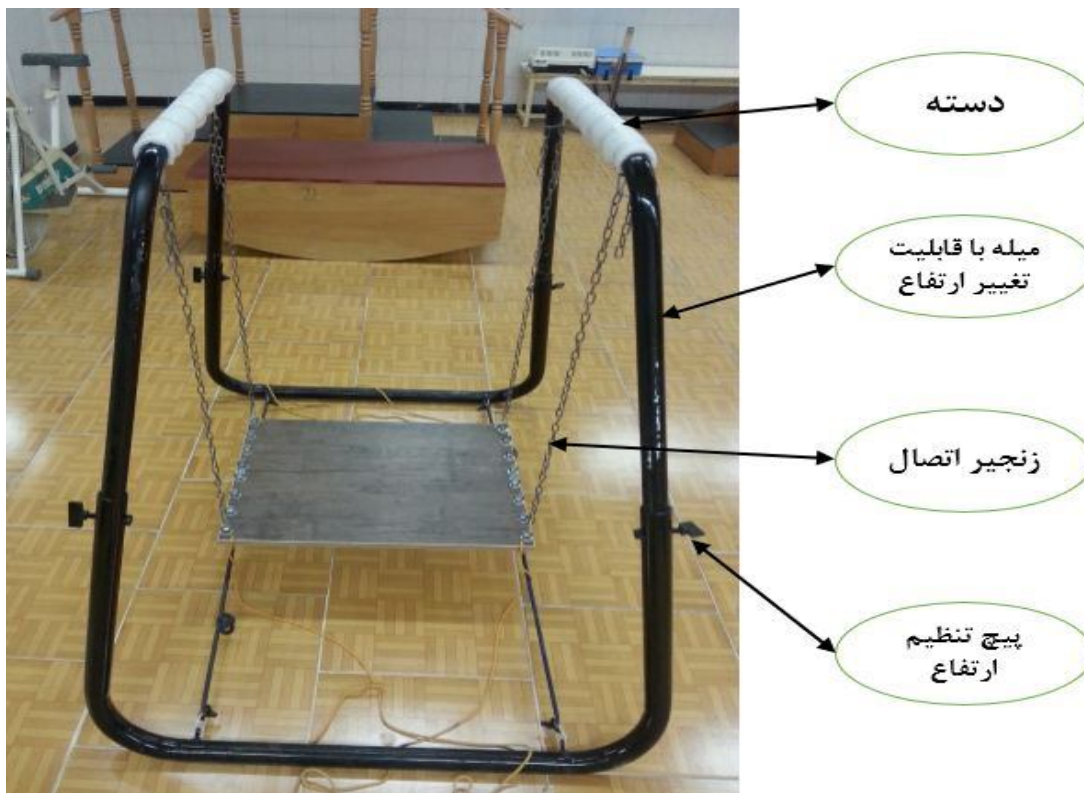 دسته
میله با قابلیت
تغییر ارتفاع
زنجیر اتصال
پیچ تنظیم
ارتفاع